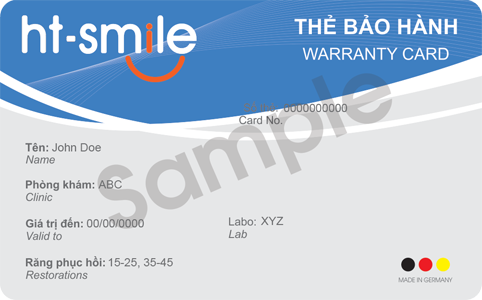 ht-smile
THẺ BẢO HÀNH
WARRANTY CARD
0000000000
Card No.
Sample
Tên: John Doe
Name
Phòng khám: ABC
Clinic
Giá trị đến: 00/00/0000
Valid to
Labo: XYZ
Lab
Răng phục hồi: 15-25, 35-45
Restorations
MADE IN GERMANY